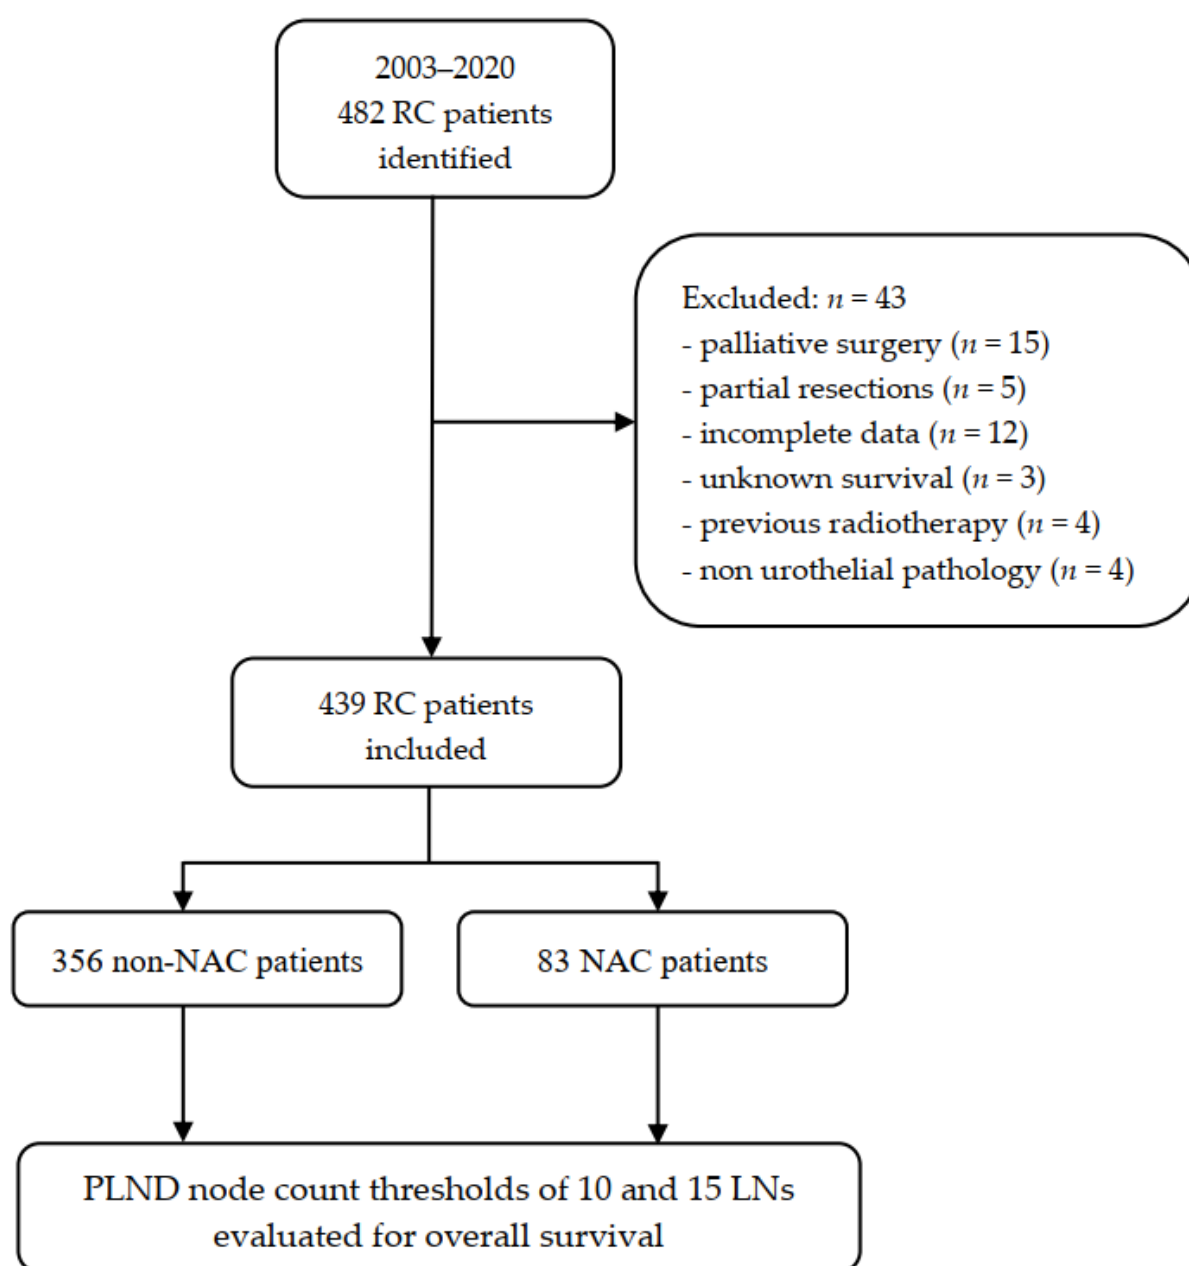 2003–2020
482 RC patients
identified
Excluded: n = 43
- palliative surgery (n = 15)
- partial resections (n = 5)
- incomplete data (n = 12)
- unknown survival (n = 3)
- previous radiotherapy (n = 4)
- non urothelial pathology (n = 4)
439 RC patients
included
356 non-NAC patients
83 NAC patients
PLND node count thresholds of 10 and 15 LNs
evaluated for overall survival